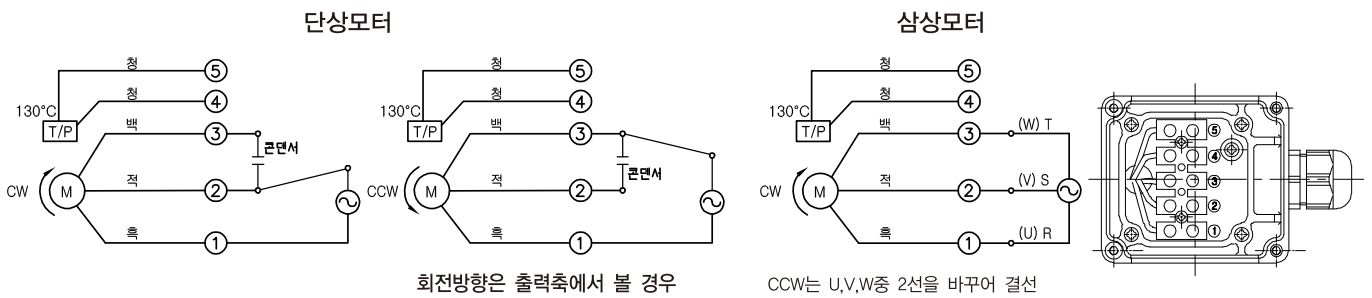 단상모터
삼상모터
청 ⑤
청 ④
130℃
T/P
백 ③
콘덴서
CW M 적 ②
흑 ①
청 ⑤
청 ④
130℃
T/P
백 ③
콘덴서
CCW M 적 ②
흑 ①
회전방향은 출력축에서 볼 경우
청 ⑤
청 ④
130℃
T/P
백 ③ (W) T
CW M 적 ② (V) S
흑 ① (U) R
CCW는 U,V,W중 2선을 바꾸어 결선
⑤
④
③
②
①